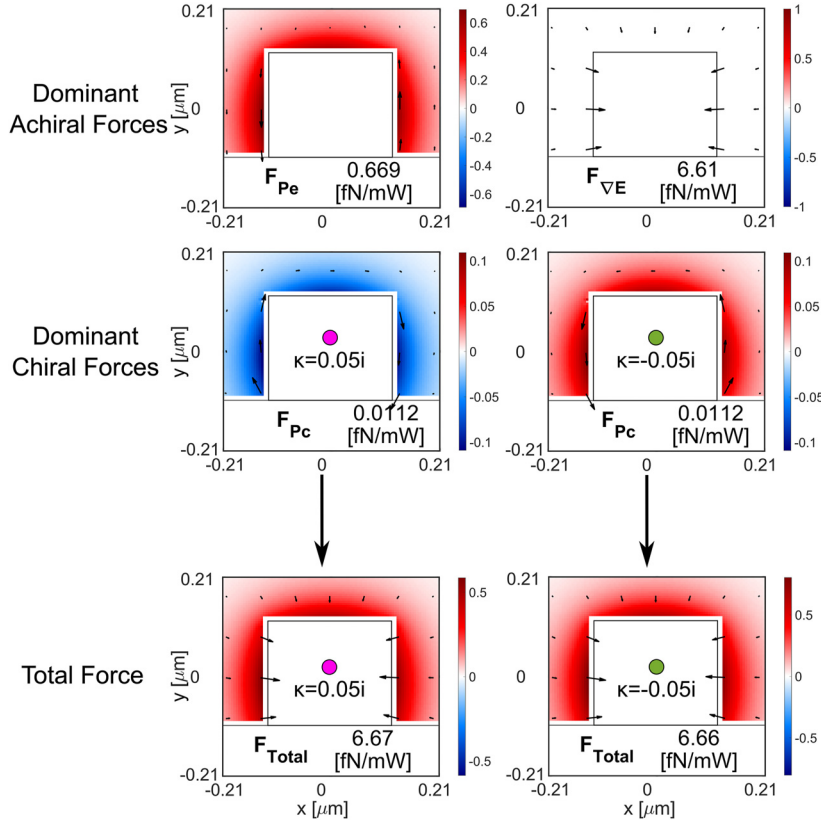 0.21
0
-0.21
y [μm]
-0.21
0
0.21
F_Pe
0.669
[fN/mW]
0.6
0.4
0.2
0
-0.2
-0.4
-0.6
Dominant
Achiral Forces
0.21
0
-0.21
-0.21
0
0.21
F_∇E
6.61
[fN/mW]
1
0.5
0
-0.5
-1
Dominant
Chiral Forces
0.21
0
-0.21
y [μm]
-0.21
0
0.21
κ=0.05i
F_Pc
0.0112
[fN/mW]
0.1
0.05
0
-0.05
-0.1
0.21
0
-0.21
-0.21
0
0.21
κ=-0.05i
F_Pc
0.0112
[fN/mW]
0.1
0.05
0
-0.05
-0.1
Total Force
0.21
0
-0.21
y [μm]
-0.21
0
0.21
x [μm]
κ=0.05i
F_Total
6.67
[fN/mW]
0.5
0
-0.5
0.21
0
-0.21
-0.21
0
0.21
x [μm]
κ=-0.05i
F_Total
6.66
[fN/mW]
0.5
0
-0.5